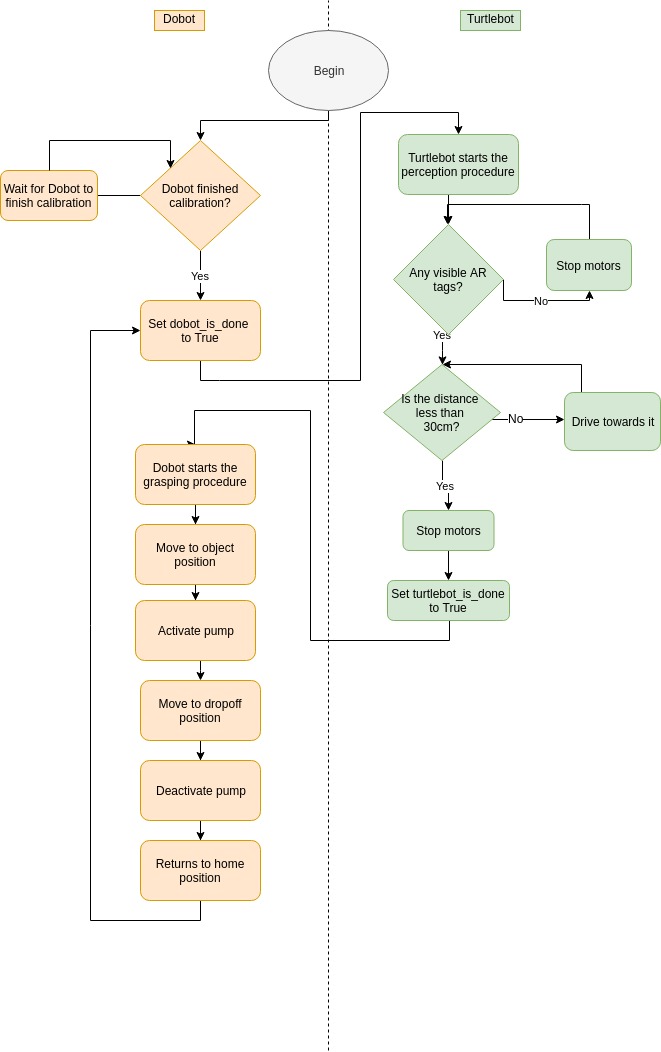 Dobot
Turtlebot
Begin
Dobot finished
calibration?
Wait for Dobot to
finish calibration
Yes
Set dobot_is_done
to True
Turtlebot starts the
perception procedure
Any visible AR
tags?
Stop motors
No
Yes
Is the distance
less than
30cm?
No
Drive towards it
Yes
Stop motors
Set turtlebot_is_done
to True
Dobot starts the
grasping procedure
Move to object
position
Activate pump
Move to dropoff
position
Deactivate pump
Returns to home
position